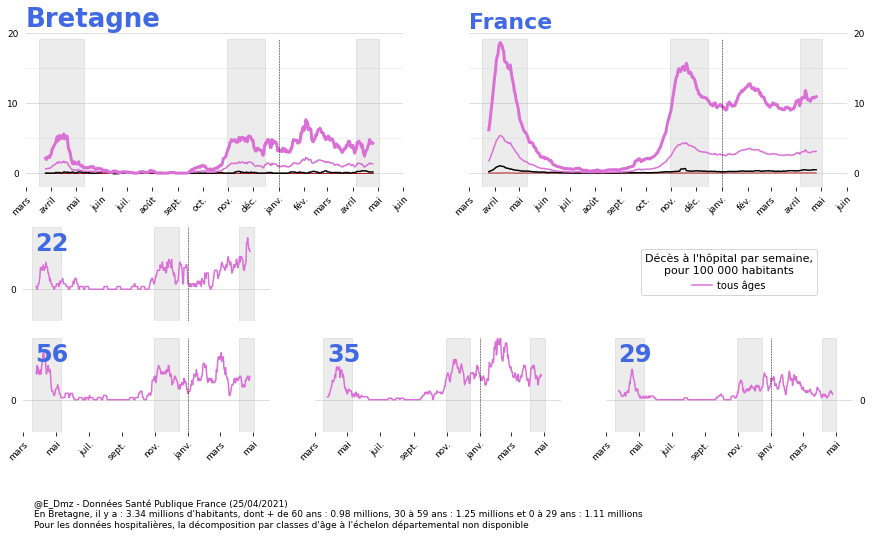 Bretagne
France
20
10
0
mars avril mai juin juil. août sept. oct. nov. déc. janv. fév. mars avril mai juin
20
10
0
mars avril mai juin juil. août sept. oct. nov. déc. janv. fév. mars avril mai juin
22
0
Décès à l'hôpital par semaine,
pour 100 000 habitants
tous âges
56
0
mars mai juil. sept. nov. janv. mars mai
35
mars mai juil. sept. nov. janv. mars mai
29
0
mars mai juil. sept. nov. janv. mars mai
@E_Dmz - Données Santé Publique France (25/04/2021)
En Bretagne, il y a : 3.34 millions d'habitants, dont + de 60 ans : 0.98 millions, 30 à 59 ans : 1.25 millions et 0 à 29 ans : 1.11 millions
Pour les données hospitalières, la décomposition par classes d'âge à l'échelon départemental non disponible